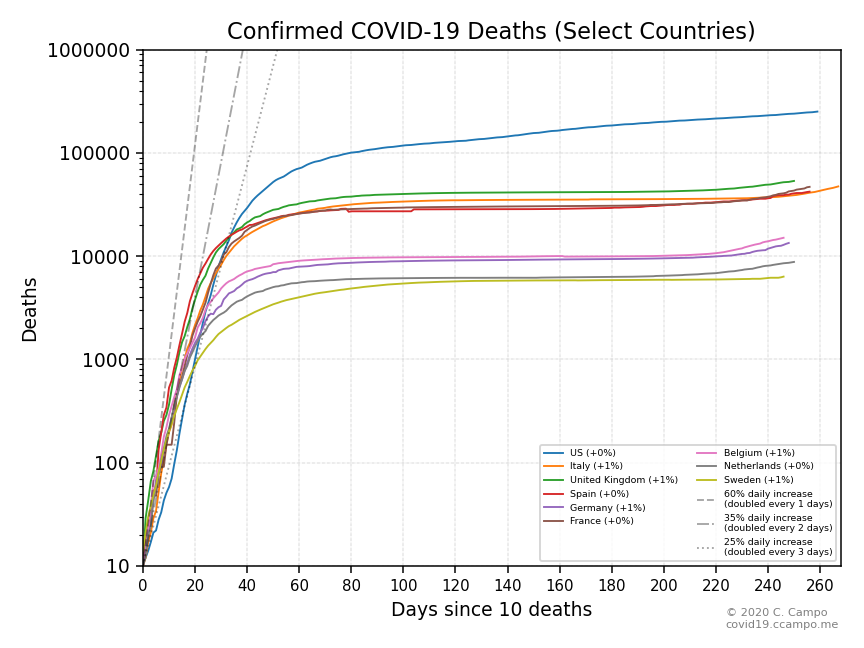 Confirmed COVID-19 Deaths (Select Countries)
1000000
100000
10000
1000
100
10
Deaths
0 20 40 60 80 100 120 140 160 180 200 220 240 260
Days since 10 deaths
US (+0%)
Italy (+1%)
United Kingdom (+1%)
Spain (+0%)
Germany (+1%)
France (+0%)
Belgium (+1%)
Netherlands (+0%)
Sweden (+1%)
60% daily increase
(doubled every 1 days)
35% daily increase
(doubled every 2 days)
25% daily increase
(doubled every 3 days)
© 2020 C. Campo
covid19.ccampo.me